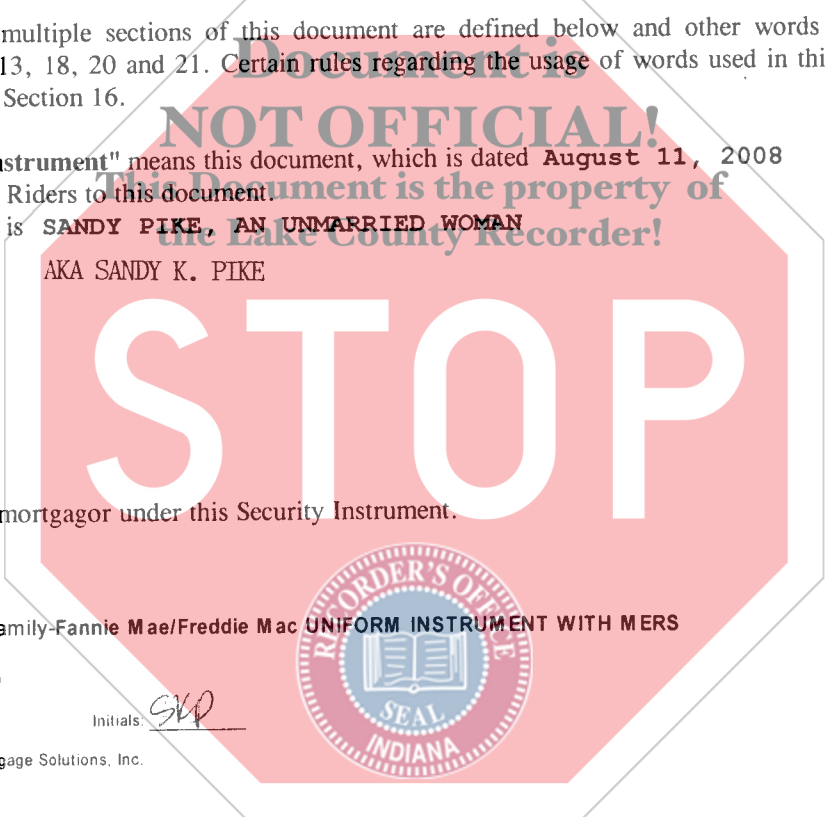 multiple sections of this document are defined below and other words
13, 18, 20 and 21. Certain rules regarding the usage of words used in thi
Document is
Section 16.
NOT OFFICIAL!
strument" means this document, which is dated August 11, 2008
This Document is the property of
Riders to this document.
is SANDY PIKE, AN UNMARRIED WOMAN
the Lake County Recorder!
AKA SANDY K. PIKE
STOP
mortgagor under this Security Instrument.
RECORDER'S OFFICE
amily-Fannie Mae/Freddie Mac UNIFORM INSTRUMENT WITH MERS
Initials: SKP
SEAL
INDIANA
gage Solutions, Inc.